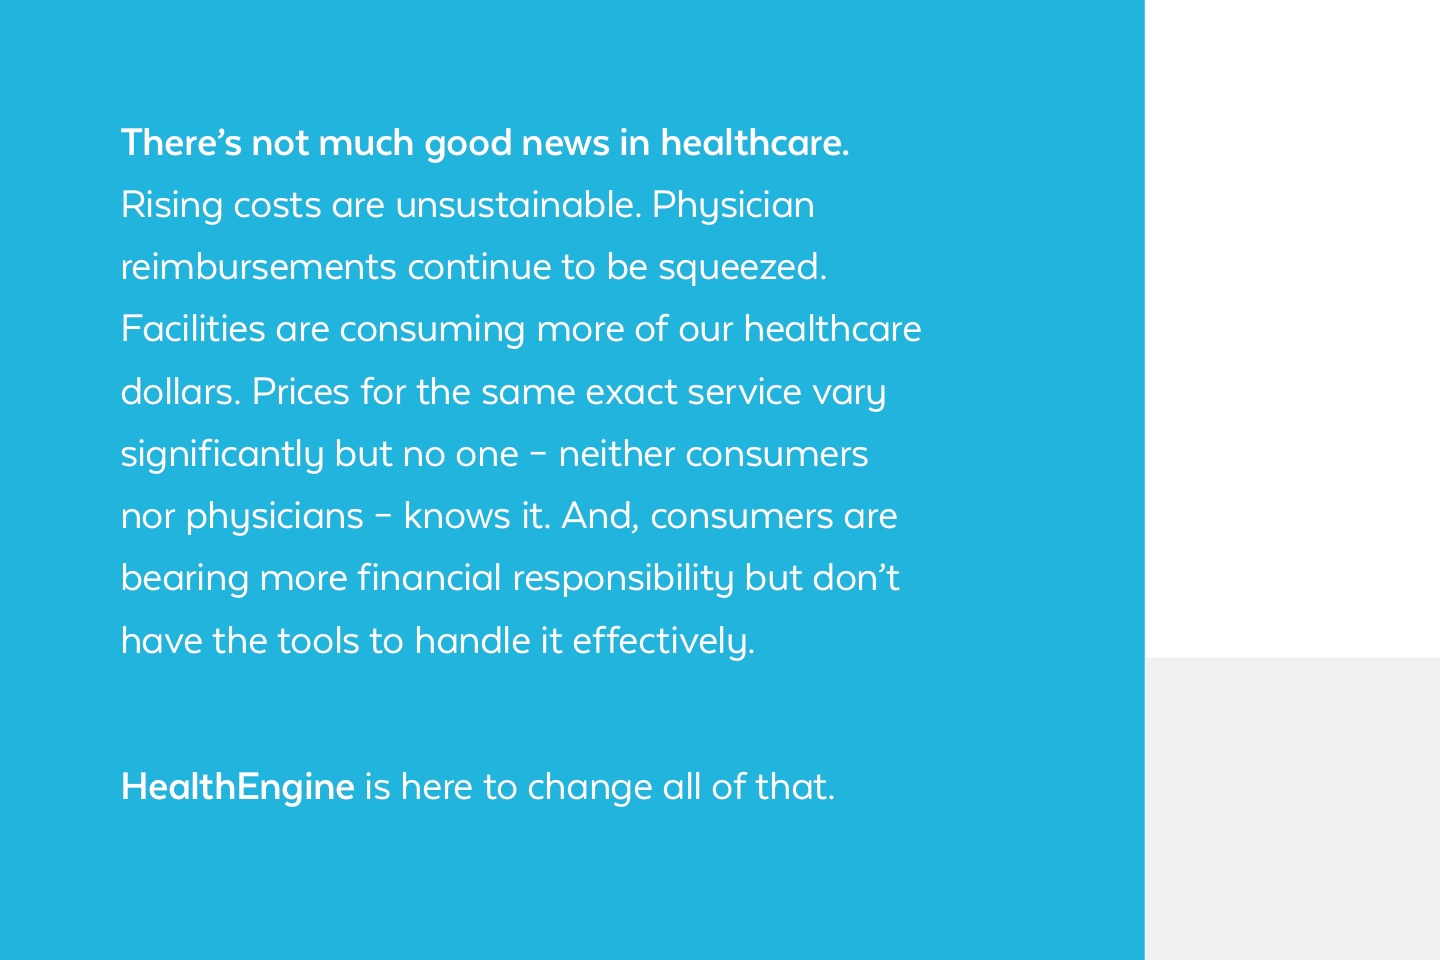 There’s not much good news in healthcare.
Rising costs are unsustainable. Physician
reimbursements continue to be squeezed.
Facilities are consuming more of our healthcare
dollars. Prices for the same exact service vary
significantly but no one – neither consumers
nor physicians – knows it. And, consumers are
bearing more financial responsibility but don’t
have the tools to handle it effectively.
HealthEngine is here to change all of that.